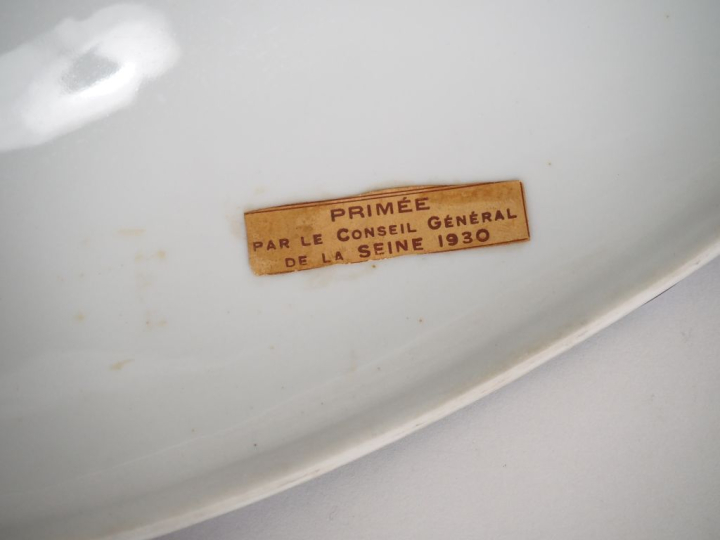 PRIMÉE
PAR LE CONSEIL GÉNÉRAL
DE LA SEINE 1930